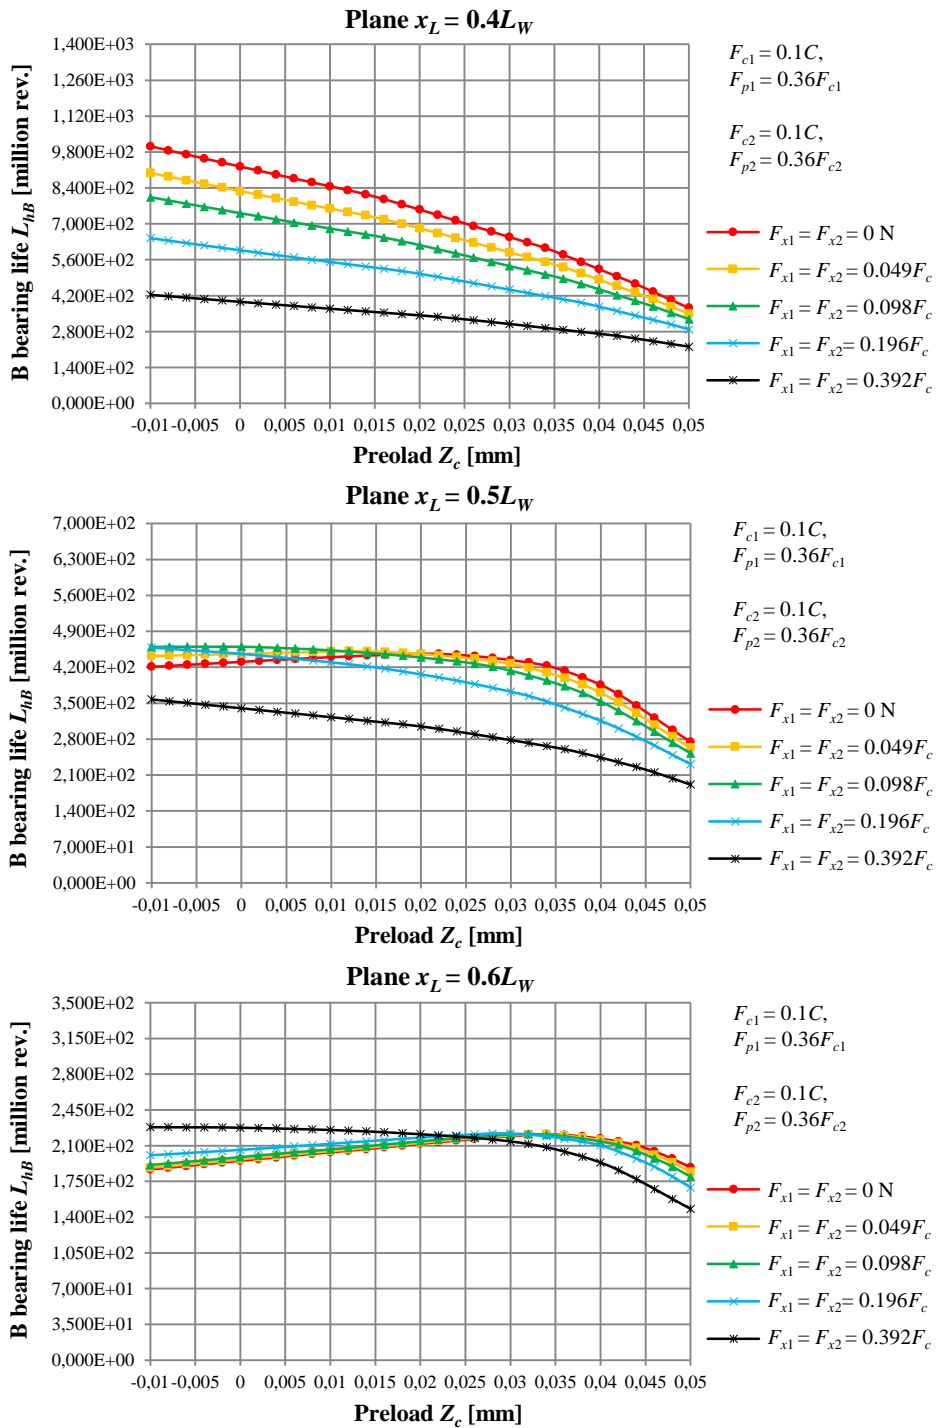 Plane x_L = 0.4L_W
B bearing life L_hB [million rev.]
1,400E+03
1,260E+03
1,120E+03
9,800E+02
8,400E+02
7,000E+02
5,600E+02
4,200E+02
2,800E+02
1,400E+02
0,000E+00
-0,01 -0,005 0 0,005 0,01 0,015 0,02 0,025 0,03 0,035 0,04 0,045 0,05
Preolad Z_c [mm]
F_c1 = 0.1C,
F_p1 = 0.36F_c1
F_c2 = 0.1C,
F_p2 = 0.36F_c2
F_x1 = F_x2 = 0 N
F_x1 = F_x2 = 0.049F_c
F_x1 = F_x2 = 0.098F_c
F_x1 = F_x2 = 0.196F_c
F_x1 = F_x2 = 0.392F_c
Plane x_L = 0.5L_W
B bearing life L_hB [million rev.]
7,000E+02
6,300E+02
5,600E+02
4,900E+02
4,200E+02
3,500E+02
2,800E+02
2,100E+02
1,400E+02
7,000E+01
0,000E+00
-0,01 -0,005 0 0,005 0,01 0,015 0,02 0,025 0,03 0,035 0,04 0,045 0,05
Preload Z_c [mm]
F_c1 = 0.1C,
F_p1 = 0.36F_c1
F_c2 = 0.1C,
F_p2 = 0.36F_c2
F_x1 = F_x2 = 0 N
F_x1 = F_x2 = 0.049F_c
F_x1 = F_x2 = 0.098F_c
F_x1 = F_x2 = 0.196F_c
F_x1 = F_x2 = 0.392F_c
Plane x_L = 0.6L_W
B bearing life L_hB [million rev.]
3,500E+02
3,150E+02
2,800E+02
2,450E+02
2,100E+02
1,750E+02
1,400E+02
1,050E+02
7,000E+01
3,500E+01
0,000E+00
-0,01 -0,005 0 0,005 0,01 0,015 0,02 0,025 0,03 0,035 0,04 0,045 0,05
Preload Z_c [mm]
F_c1 = 0.1C,
F_p1 = 0.36F_c1
F_c2 = 0.1C,
F_p2 = 0.36F_c2
F_x1 = F_x2 = 0 N
F_x1 = F_x2 = 0.049F_c
F_x1 = F_x2 = 0.098F_c
F_x1 = F_x2 = 0.196F_c
F_x1 = F_x2 = 0.392F_c